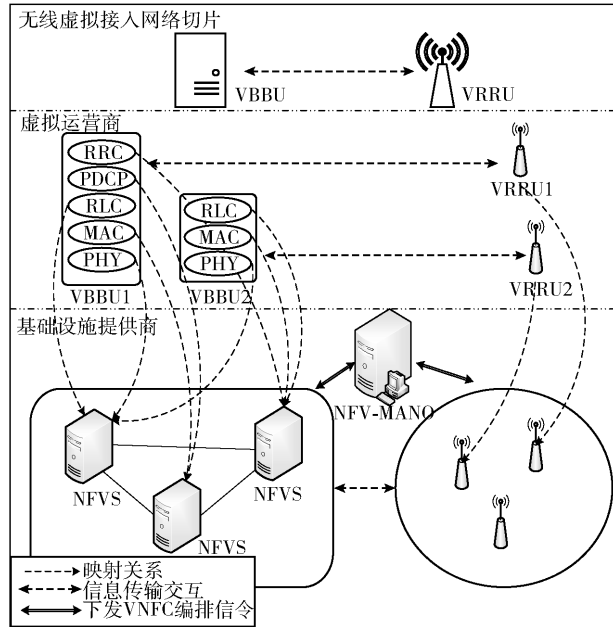 无线虚拟接入网络切片
VBBU
VRRU
虚拟运营商
RRC
PDCP
RLC
MAC
PHY
VBBU1
RLC
MAC
PHY
VBBU2
VRRU1
VRRU2
基础设施提供商
NFV-MANO
NFVS
NFVS
NFVS
映射关系
信息传输交互
下发VNFC编排信令